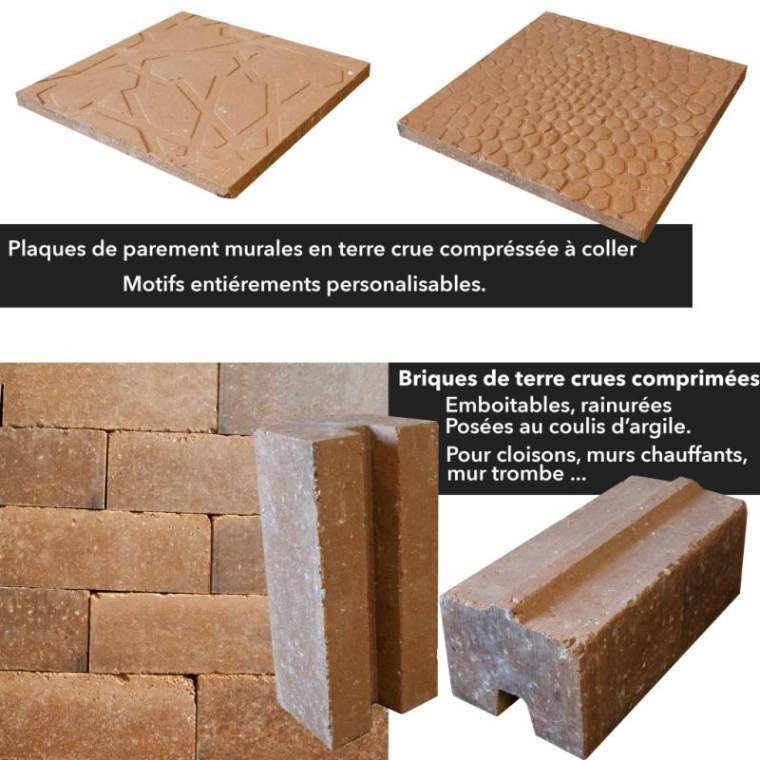 Plaques de parement murales en terre crue compréssée à coller
Motifs entiérements personalisables.
Briques de terre crues comprimées
Emboitables, rainurées
Posées au coulis d'argile.
Pour cloisons, murs chauffants,
mur trombe ...